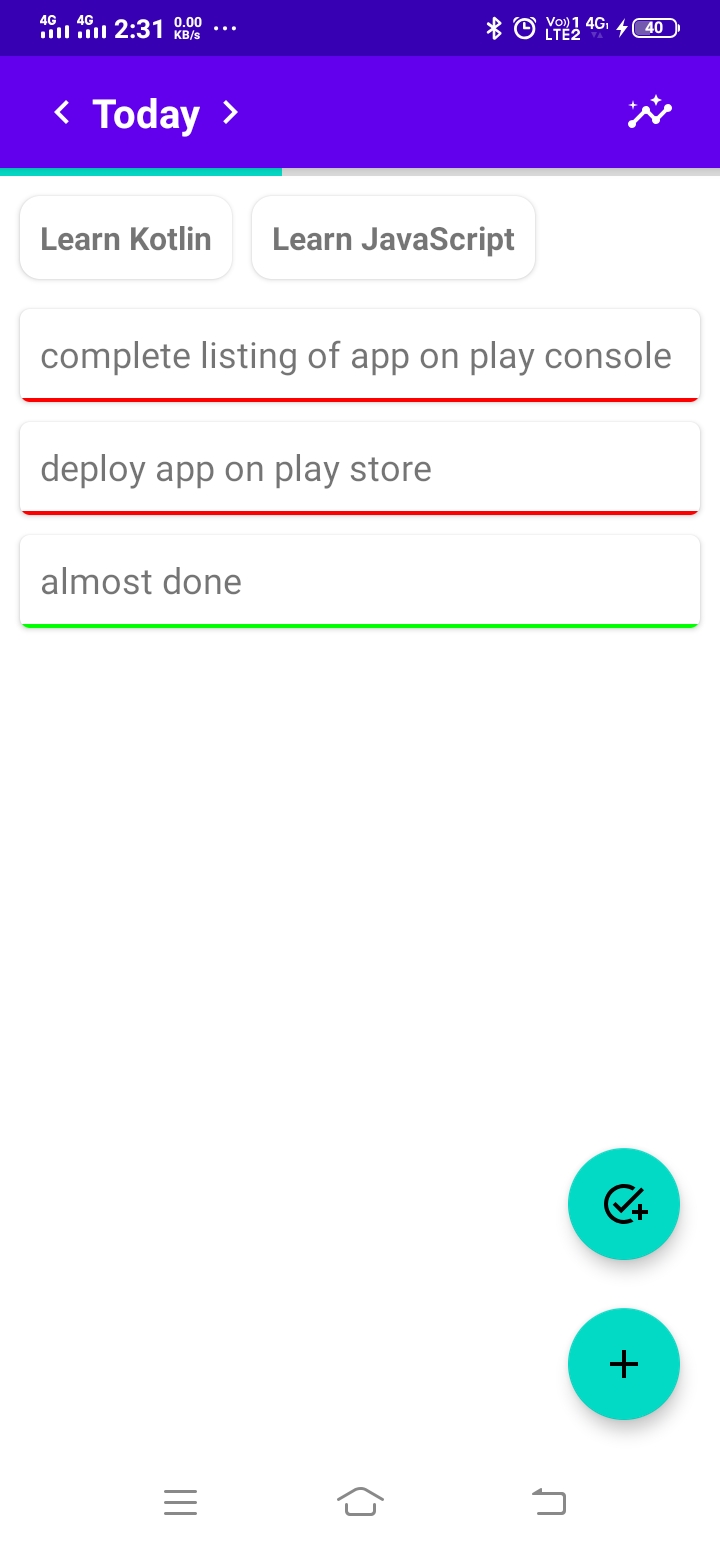 4G 4G 2:31 0.00 KB/s ... Vo))1 LTE2 4G 40
Today
Learn Kotlin Learn JavaScript
complete listing of app on play console
deploy app on play store
almost done